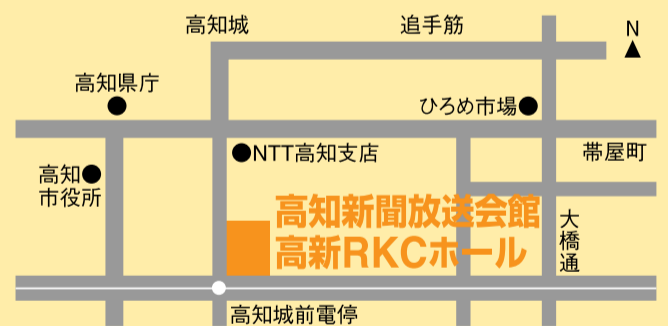 高知城
追手筋
N
高知県庁
ひろめ市場
NTT高知支店
帯屋町
高知
市役所
高知新聞放送会館
高新RKCホール
大橋通
高知城前電停